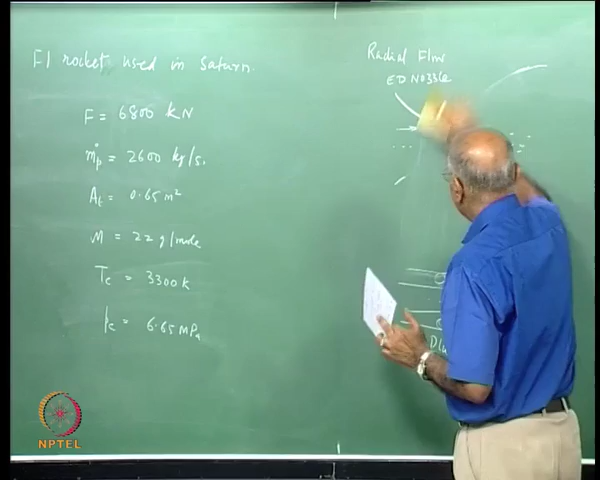 F1 rocket used in Saturn.
F = 6800 kN
ṁp = 2600 kg/s.
At = 0.65 m²
M = 22 g/mole
Tc = 3300 K
pc = 6.65 MPa
Radial Flow
ED Nozzle
NPTEL